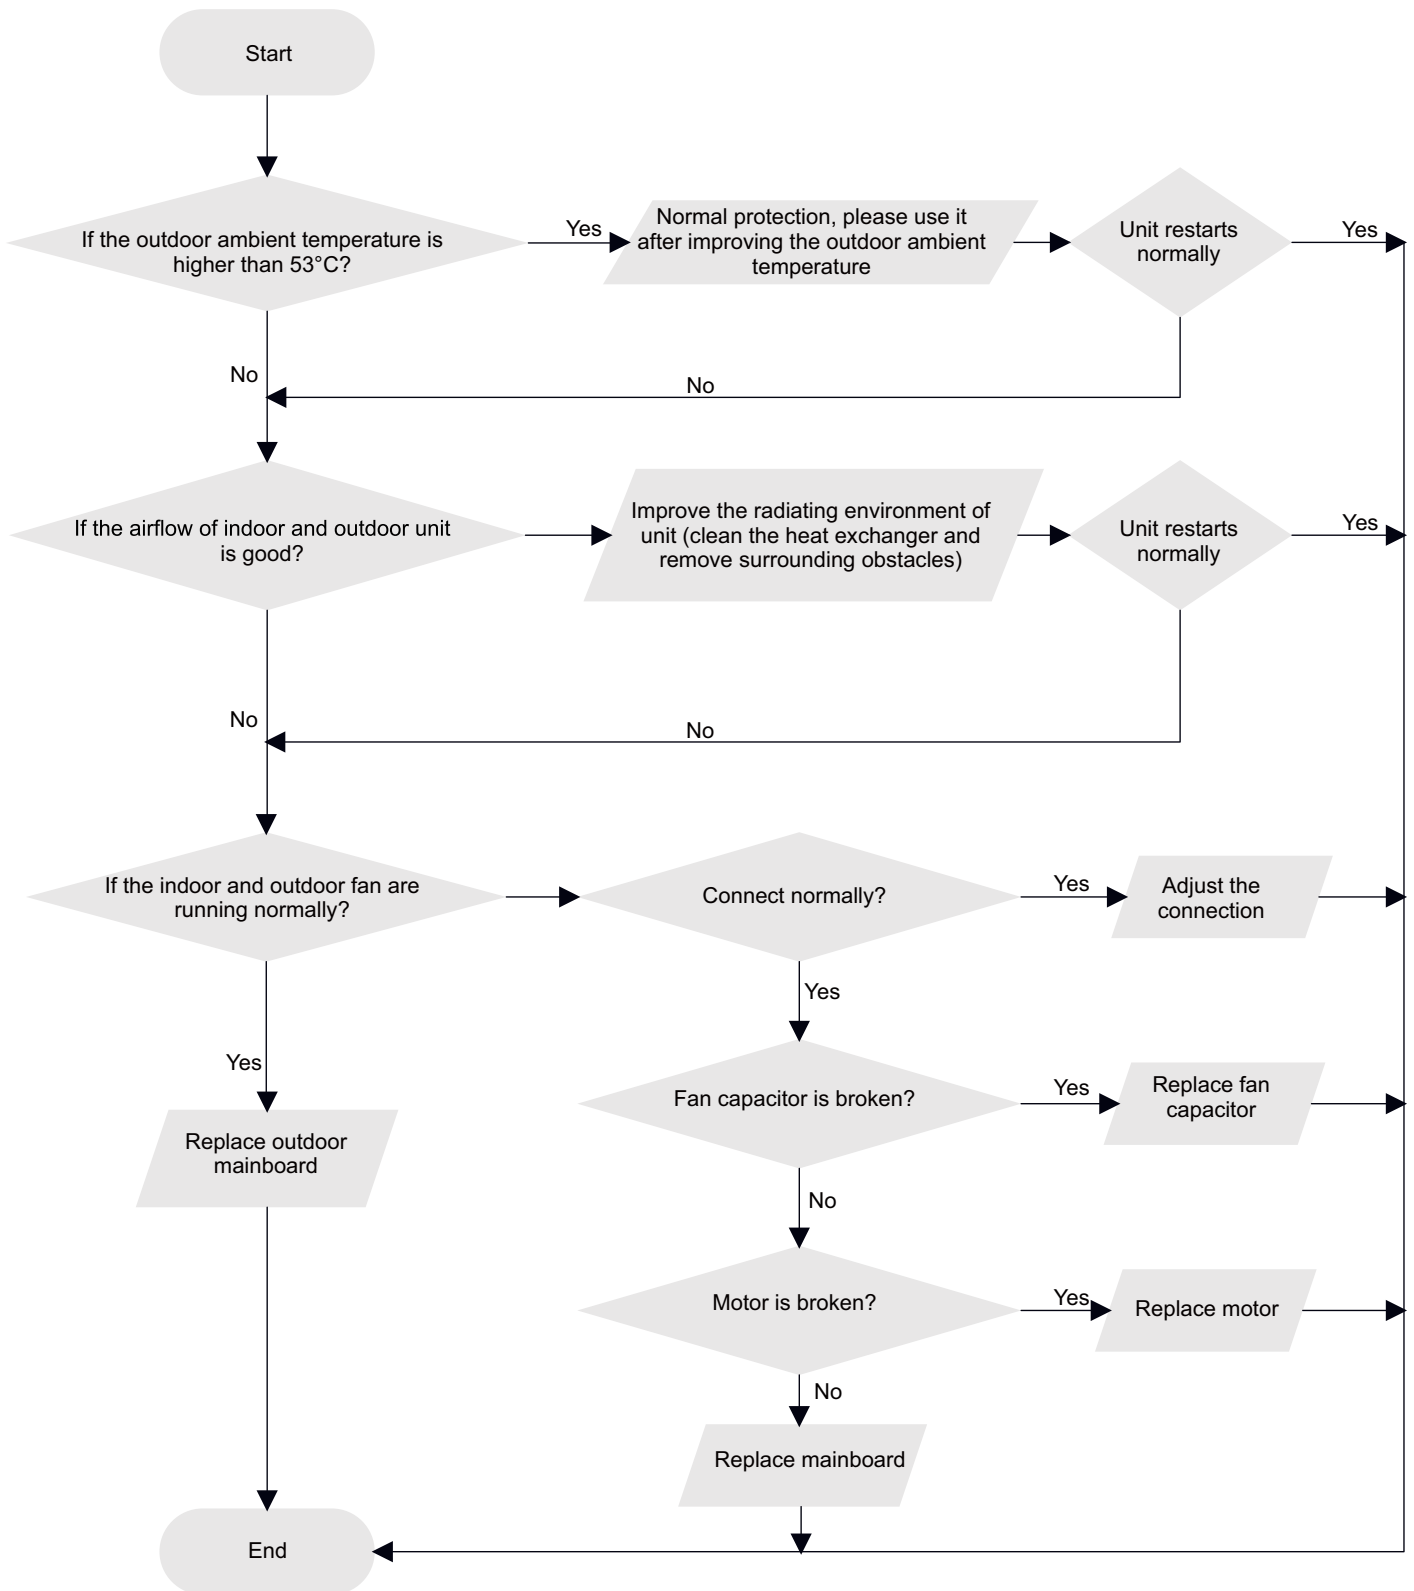 Start
If the outdoor ambient temperature is
higher than 53°C?
Yes
Normal protection, please use it
after improving the outdoor ambient
temperature
Unit restarts
normally
Yes
No
No
If the airflow of indoor and outdoor unit
is good?
Improve the radiating environment of
unit (clean the heat exchanger and
remove surrounding obstacles)
Unit restarts
normally
Yes
No
No
If the indoor and outdoor fan are
running normally?
Connect normally?
Yes
Adjust the
connection
Yes
Yes
Fan capacitor is broken?
Yes
Replace fan
capacitor
Replace outdoor
mainboard
No
Motor is broken?
Yes
Replace motor
No
Replace mainboard
End